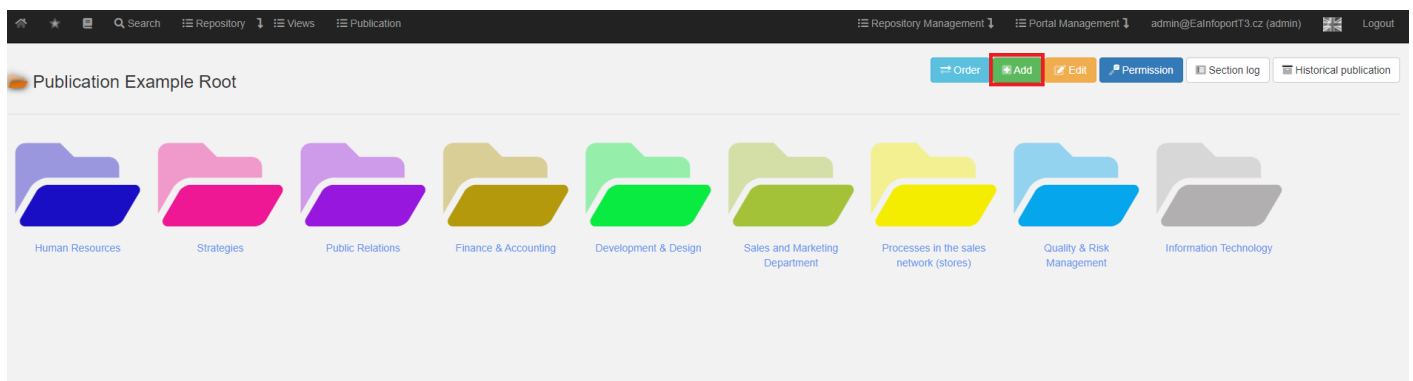 Search Repository Views Publication Repository Management Portal Management admin@EaInfoportT3.cz (admin) Logout
Publication Example Root
Order Add Edit Permission Section log Historical publication
Human Resources
Strategies
Public Relations
Finance & Accounting
Development & Design
Sales and Marketing
Department
Processes in the sales
network (stores)
Quality & Risk
Management
Information Technology